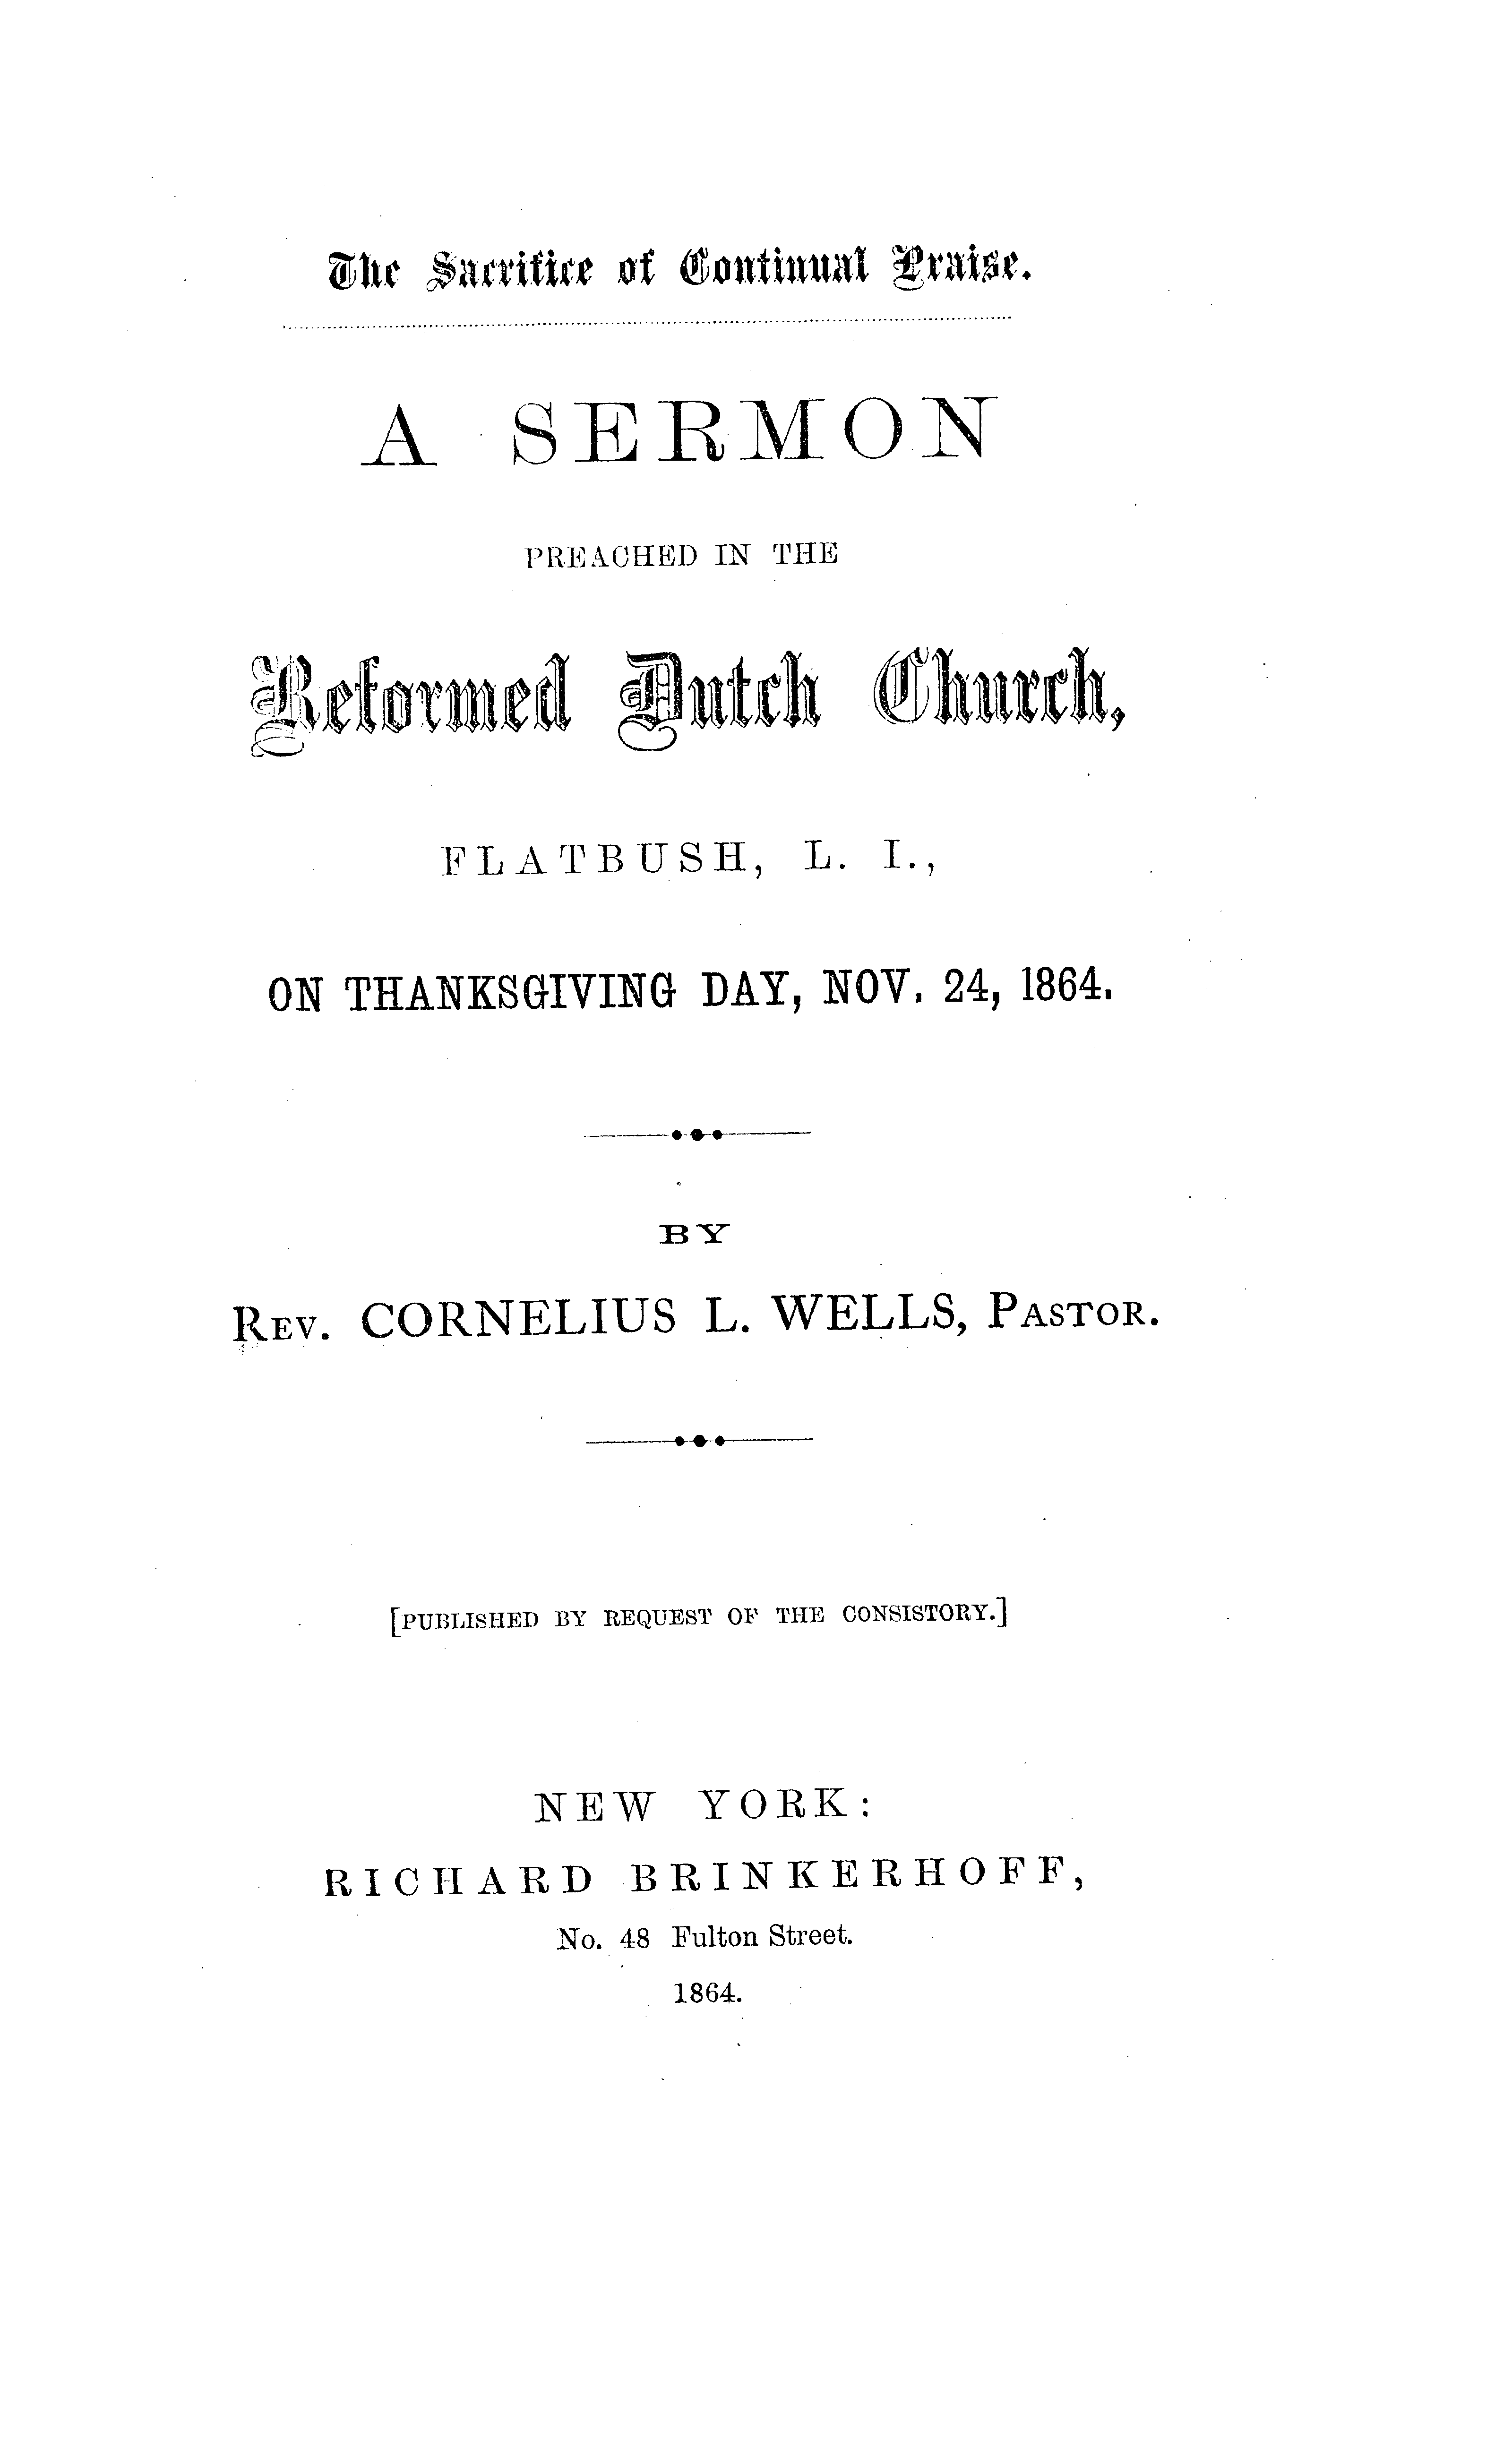 The Sacrifice of Continual Praise.
A SERMON
PREACHED IN THE
Reformed Dutch Church,
FLATBUSH, L. I.,
ON THANKSGIVING DAY, NOV. 24, 1864.
BY
REV. CORNELIUS L. WELLS, PASTOR.
[PUBLISHED BY REQUEST OF THE CONSISTORY.]
NEW YORK:
RICHARD BRINKERHOFF,
No. 48 Fulton Street.
1864.